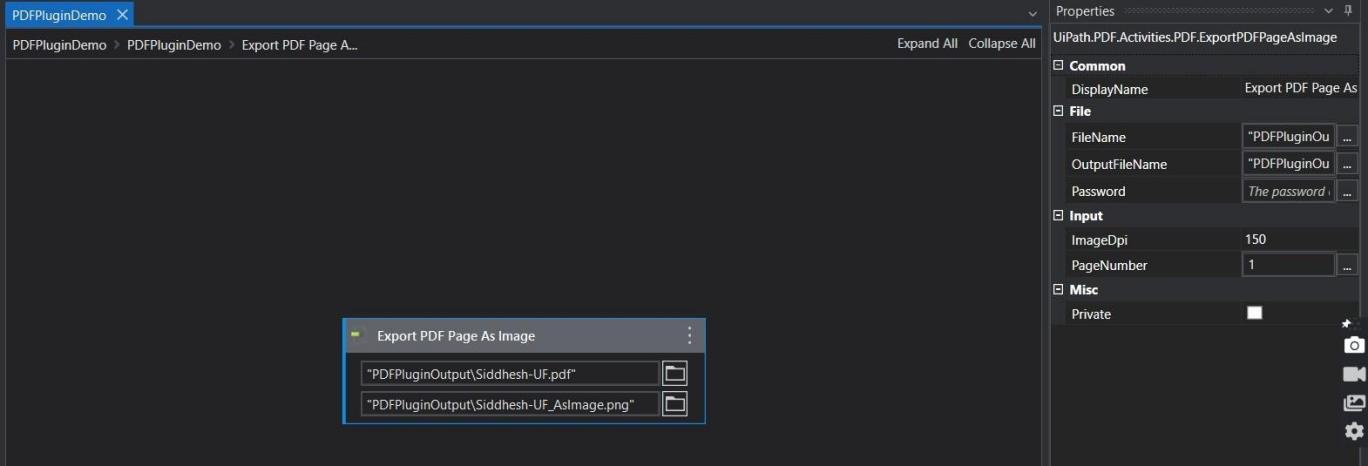 PDFPluginDemo
PDFPluginDemo > PDFPluginDemo > Export PDF Page A... Expand All Collapse All
Export PDF Page As Image
"PDFPluginOutput\Siddhesh-UF.pdf"
"PDFPluginOutput\Siddhesh-UF_AsImage.png"
Properties
UiPath.PDF.Activities.PDF.ExportPDFPageAsImage
Common
DisplayName Export PDF Page As
File
FileName "PDFPluginOu ...
OutputFileName "PDFPluginOu ...
Password The password ...
Input
ImageDpi 150
PageNumber 1 ...
Misc
Private